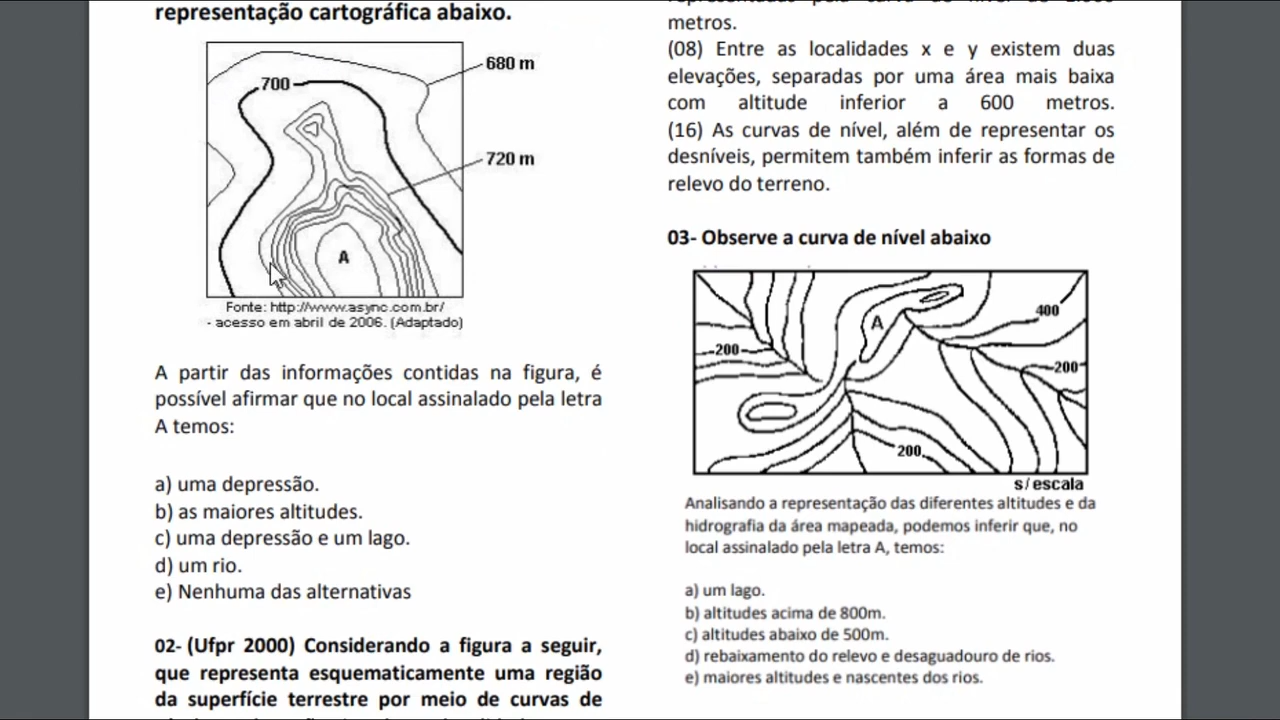 representação cartográfica abaixo.
680 m
700
720 m
A
Fonte: http://www.async.com.br/
- acesso em abril de 2006. (Adaptado)
A partir das informações contidas na figura, é
possível afirmar que no local assinalado pela letra
A temos:
a) uma depressão.
b) as maiores altitudes.
c) uma depressão e um lago.
d) um rio.
e) Nenhuma das alternativas
02- (Ufpr 2000) Considerando a figura a seguir,
que representa esquematicamente uma região
da superfície terrestre por meio de curvas de
metros.
(08) Entre as localidades x e y existem duas
elevações, separadas por uma área mais baixa
com altitude inferior a 600 metros.
(16) As curvas de nível, além de representar os
desníveis, permitem também inferir as formas de
relevo do terreno.
03- Observe a curva de nível abaixo
400
A
200
200
200
s/escala
Analisando a representação das diferentes altitudes e da
hidrografia da área mapeada, podemos inferir que, no
local assinalado pela letra A, temos:
a) um lago.
b) altitudes acima de 800m.
c) altitudes abaixo de 500m.
d) rebaixamento do relevo e desaguadouro de rios.
e) maiores altitudes e nascentes dos rios.